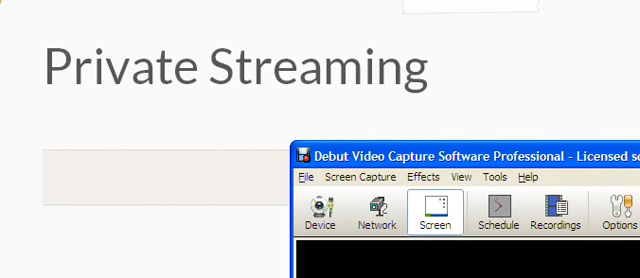 Private Streaming
Debut Video Capture Software Professional - Licensed
File Screen Capture Effects View Tools Help
Device Network Screen Schedule Recordings Options